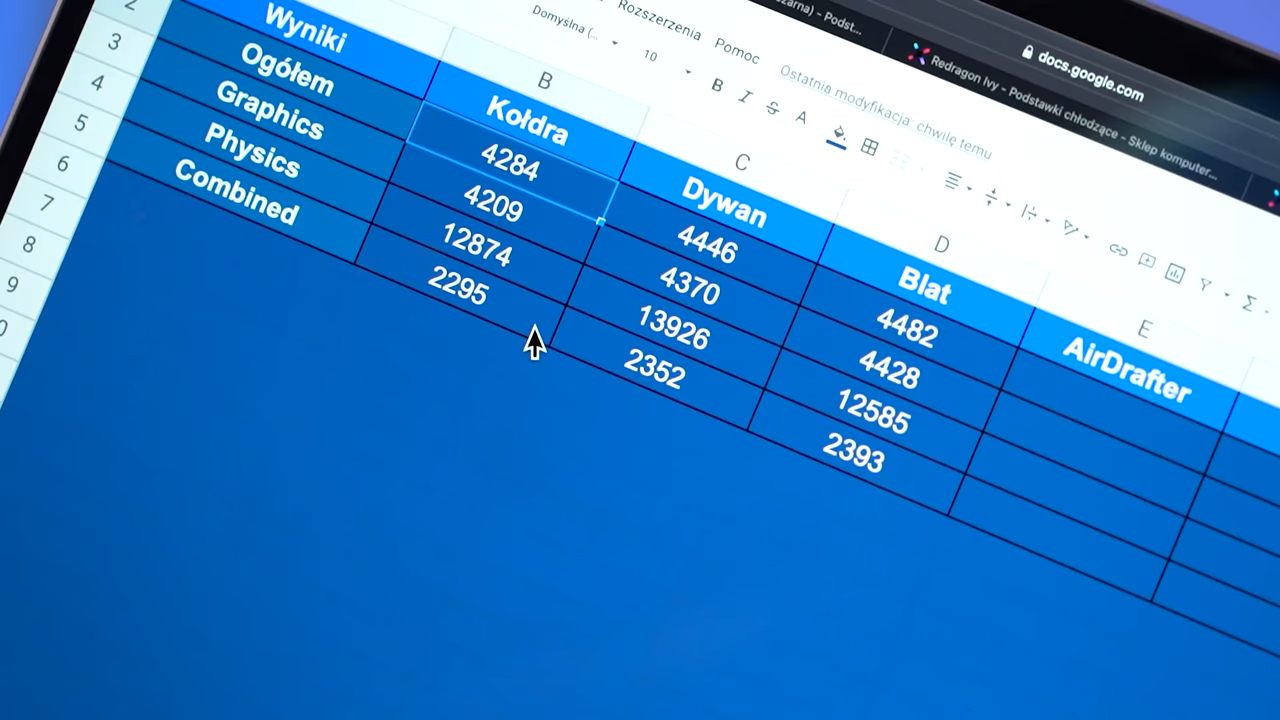 zarna) - Podst...
docs.google.com
Redragon Ivy - Podstawki chłodzące - Sklep komputer...
Rozszerzenia Pomoc Ostatnia modyfikacja: chwilę temu
Domyślna (... 10 B I S A
B C D E
Wyniki Kołdra Dywan Blat AirDrafter
3 Ogółem 4284 4446 4482
4 Graphics 4209 4370 4428
5 Physics 12874 13926 12585
6 Combined 2295 2352 2393
7
8
9